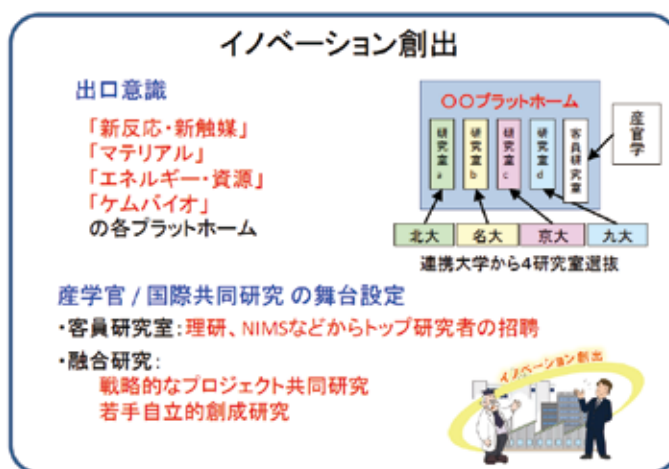 イノベーション創出
出口意識
「新反応・新触媒」
「マテリアル」
「エネルギー・資源」
「ケムバイオ」
の各プラットホーム
〇〇プラットホーム
研究室a
研究室b
研究室c
研究室d
客員研究室
産官学
北大
名大
京大
九大
連携大学から4研究室選抜
産学官 / 国際共同研究 の舞台設定
・客員研究室：理研、NIMSなどからトップ研究者の招聘
・融合研究：
戦略的なプロジェクト共同研究
若手自立的創成研究
イノベーション創出